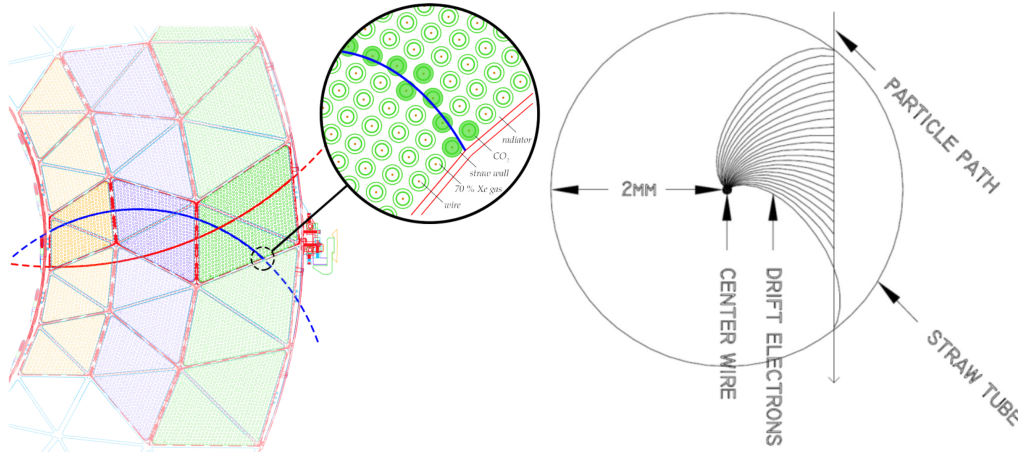 radiator
CO₂
straw wall
70 % Xe gas
wire
2MM
PARTICLE PATH
CENTER WIRE
DRIFT ELECTRONS
STRAW TUBE